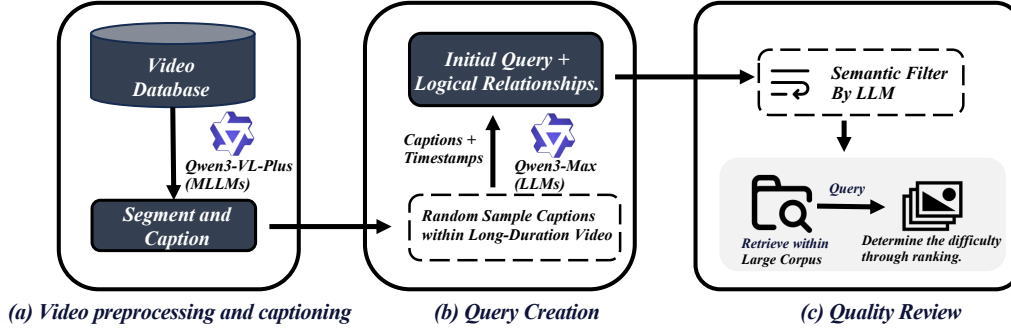 Video
Database
Qwen3-VL-Plus
(MLLMs)
Segment and
Caption
(a) Video preprocessing and captioning
Initial Query +
Logical Relationships.
Captions +
Timestamps
Qwen3-Max
(LLMs)
Random Sample Captions
within Long-Duration Video
(b) Query Creation
Semantic Filter
By LLM
Query
Retrieve within
Large Corpus
Determine the difficulty
through ranking.
(c) Quality Review